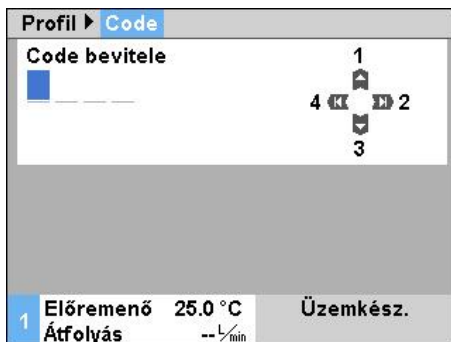 Profil ▶ Code
Code bevitele
1
4 2
3
1 Előremenő 25.0 °C Üzemkész.
Átfolyás -- L/min